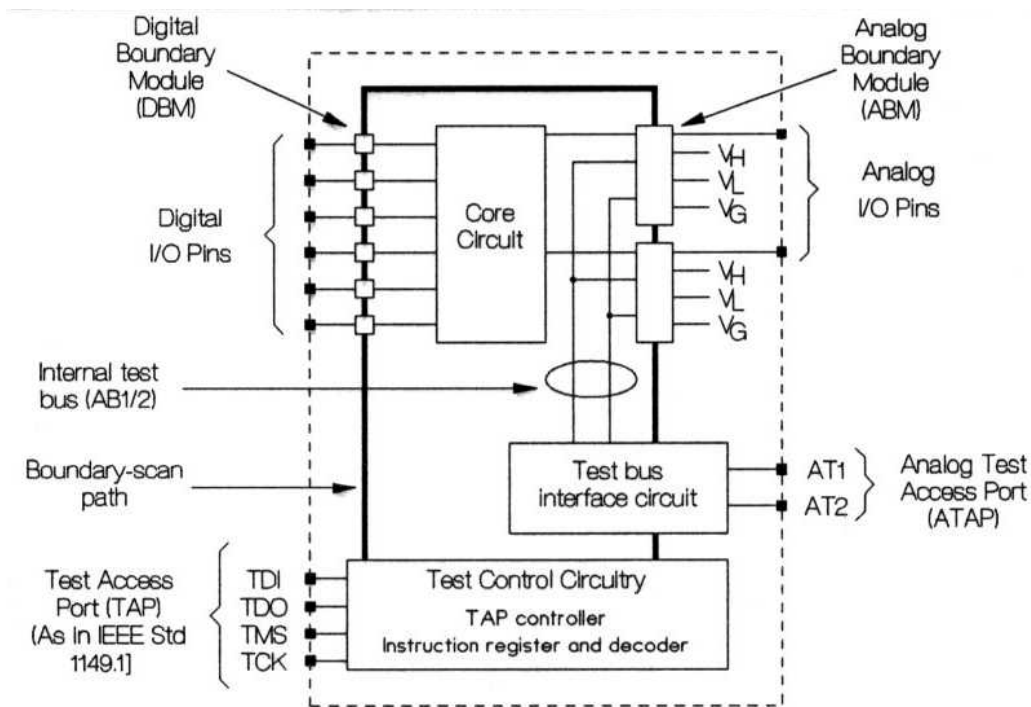 Digital
Boundary
Module
(DBM)
Analog
Boundary
Module
(ABM)
Digital
I/O Pins
Core
Circuit
VH
VL
VG
VH
VL
VG
Analog
I/O Pins
Internal test
bus (AB1/2)
Boundary-scan
path
Test bus
interface circuit
AT1
AT2
Analog Test
Access Port
(ATAP)
Test Access
Port (TAP)
(As in IEEE Std
1149.1]
TDI
TDO
TMS
TCK
Test Control Circuitry
TAP controller
Instruction register and decoder